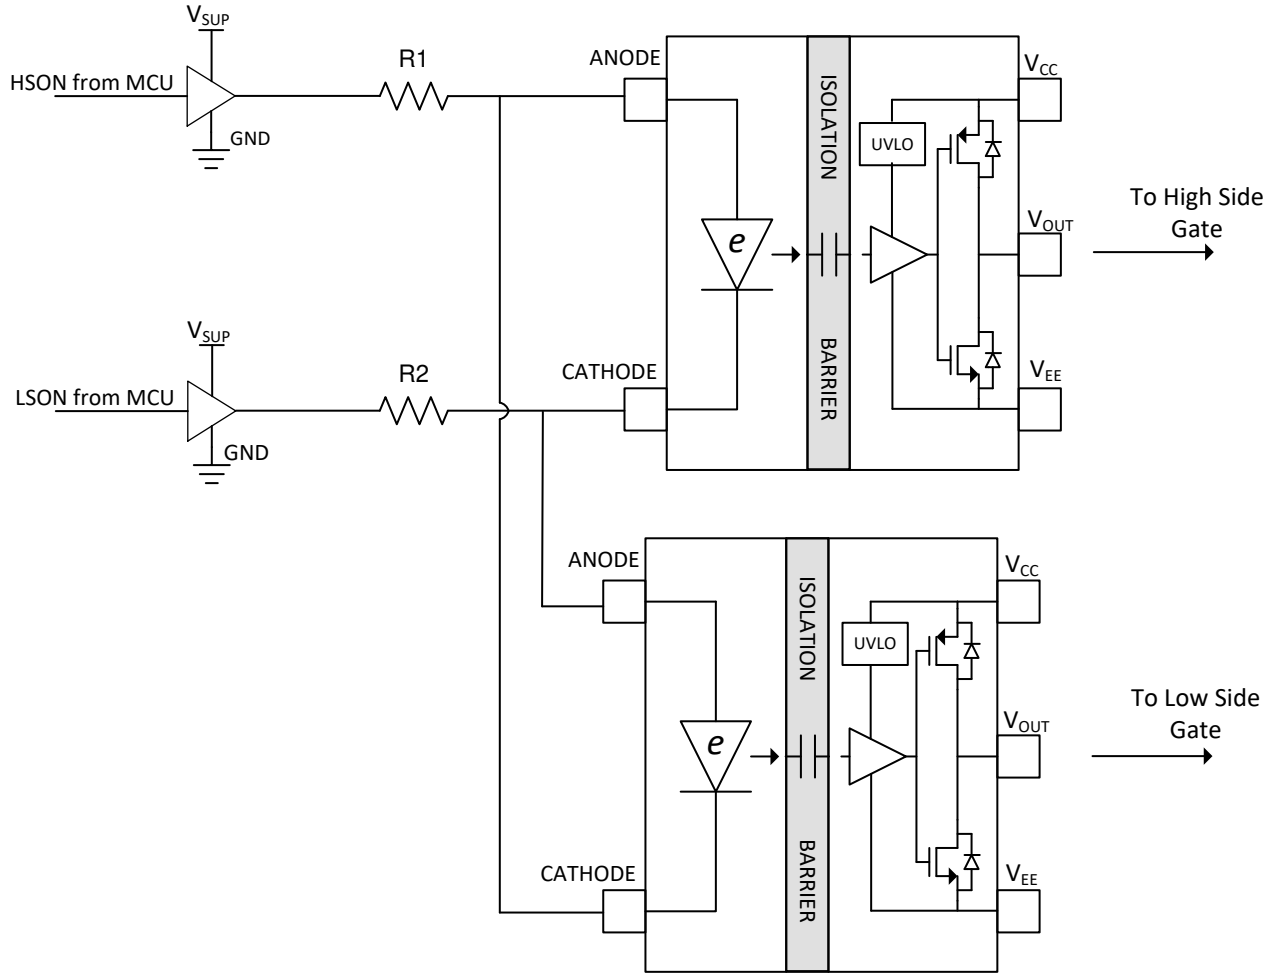 VSUP
HSON from MCU
GND
R1
ANODE
CATHODE
ISOLATION
BARRIER
UVLO
e
VCC
VOUT
VEE
To High Side
Gate
VSUP
LSON from MCU
GND
R2
ANODE
CATHODE
ISOLATION
BARRIER
UVLO
e
VCC
VOUT
VEE
To Low Side
Gate